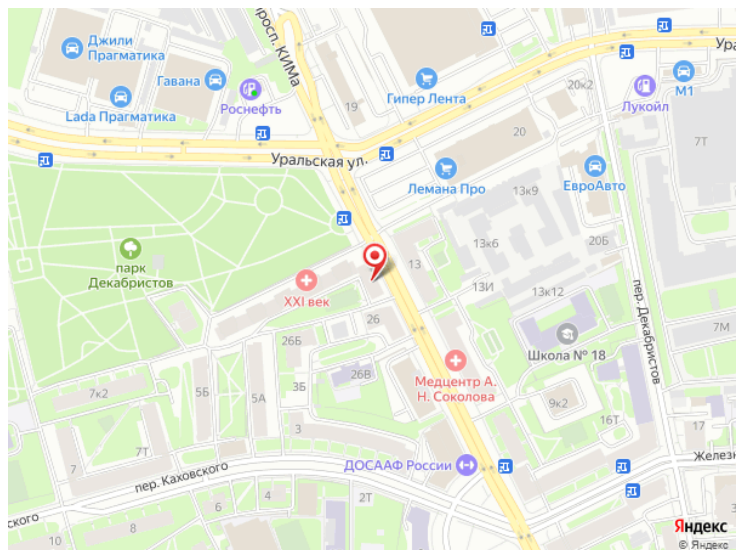 просп. КИМа
Джили
Прагматика
Гавана
Lada Прагматика
Роснефть
19
Гипер Лента
20
20к2
Лукойл
М1
7Т
Уральская ул.
Лемана Про
ЕвроАвто
13к9
13к6
20Б
13
13И
13к12
парк
Декабристов
XXI век
26
26Б
Школа № 18
пер. Декабристов
7М
Медцентр А.
Н. Соколова
3Б
26В
5Б
5А
7к2
9к2
16Т
17
7
7Т
пер. Каховского
ДОСААФ России
2Т
10
8
6
4
Яндекс
© Яндекс